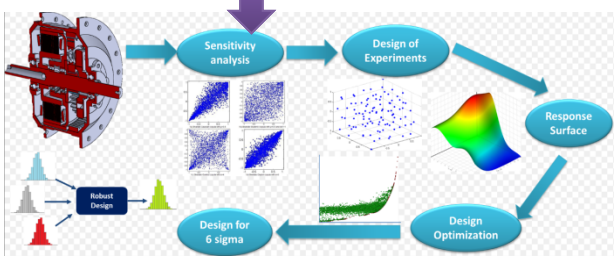 Sensitivity
analysis
Design of
Experiments
Response
Surface
Robust
Design
Design for
6 sigma
Design
Optimization